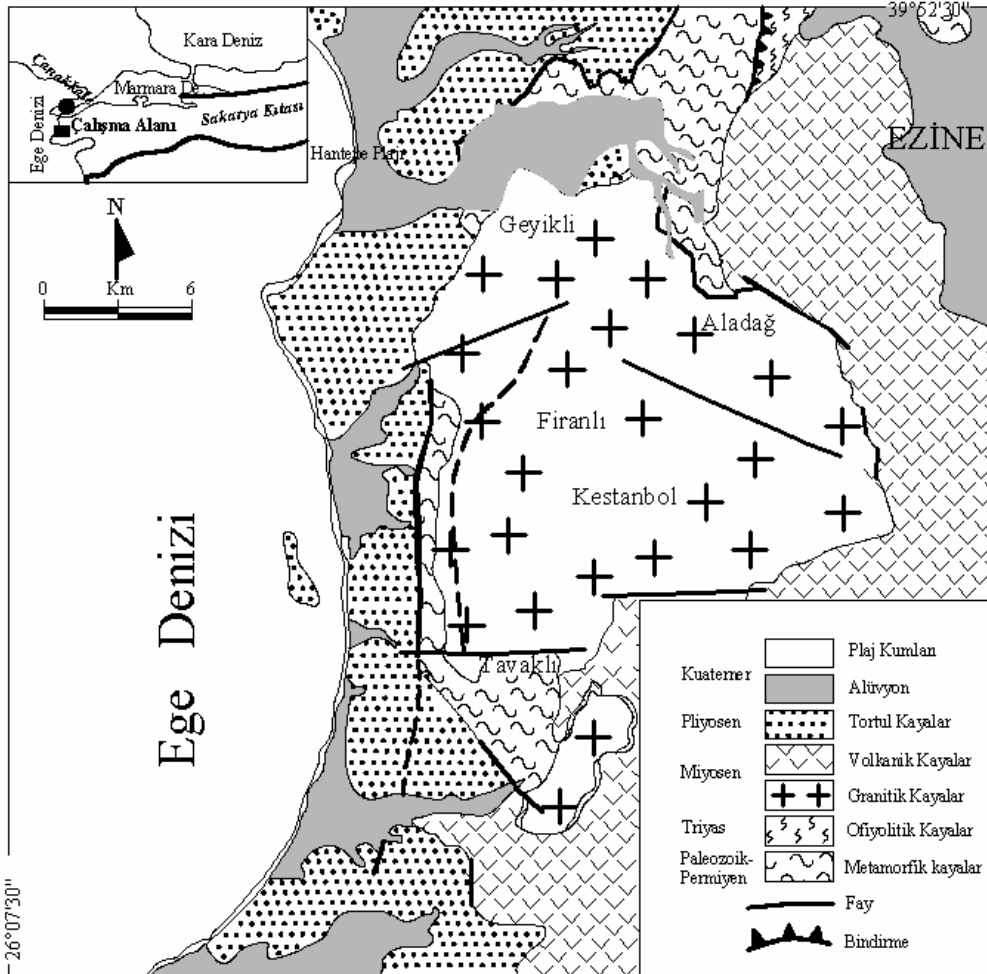 39°52'30"
Kara Deniz
Çanakkale
Marmara De.
Ege Denizi
Sakarya Kıtası
Çalışma Alanı
Hantepe Plajı
EZİNE
N
0 Km 6
Geyikli
Aladağ
Firanlı
Kestanbol
Ege Denizi
Tavaklı
26°07'30"
Kuaterner
Plaj Kumları
Alüvyon
Pliyosen
Tortul Kayalar
Miyosen
Volkanik Kayalar
Granitik Kayalar
Triyas
Ofiyolitik Kayalar
Paleozoik-
Permiyen
Metamorfik kayalar
Fay
Bindirme